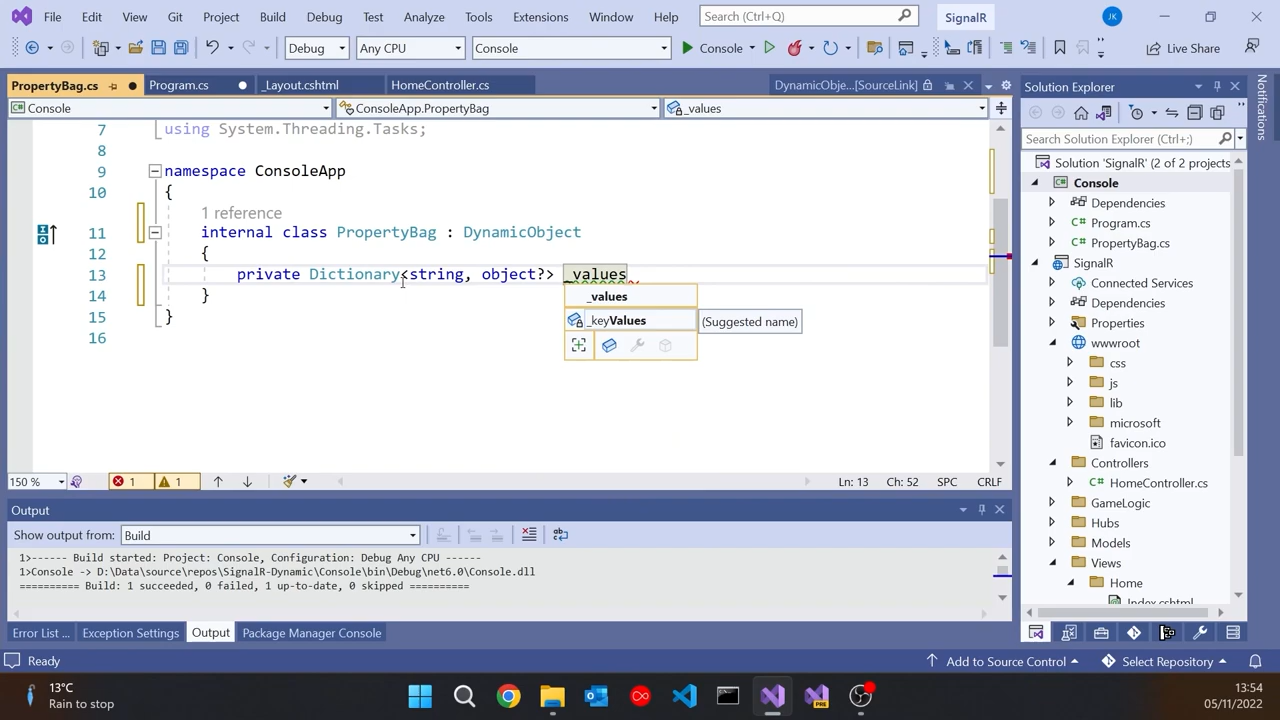 File Edit View Git Project Build Debug Test Analyze Tools Extensions Window Help Search (Ctrl+Q) SignalR JK
Debug Any CPU Console Console Live Share
PropertyBag.cs Program.cs _Layout.cshtml HomeController.cs DynamicObje...[SourceLink]
Console ConsoleApp.PropertyBag _values
7 using System.Threading.Tasks;
8
9 namespace ConsoleApp
10 {
1 reference
11 internal class PropertyBag : DynamicObject
12 {
13 private Dictionary<string, object?> _values
14 }
15 }
16
_values
_keyValues (Suggested name)
150 % 1 1 Ln: 13 Ch: 52 SPC CRLF
Output
Show output from: Build
1>------ Build started: Project: Console, Configuration: Debug Any CPU ------
1>Console -> D:\Data\source\repos\SignalR-Dynamic\Console\bin\Debug\net6.0\Console.dll
========== Build: 1 succeeded, 0 failed, 1 up-to-date, 0 skipped ==========
Error List ... Exception Settings Output Package Manager Console
Solution Explorer
Search Solution Explorer (Ctrl+;)
Solution 'SignalR' (2 of 2 projects
Console
Dependencies
Program.cs
PropertyBag.cs
SignalR
Connected Services
Dependencies
Properties
wwwroot
css
js
lib
microsoft
favicon.ico
Controllers
HomeController.cs
GameLogic
Hubs
Models
Views
Home
Index.cshtml
Notifications
Ready Add to Source Control Select Repository
13°C
Rain to stop
PRE
13:54
05/11/2022